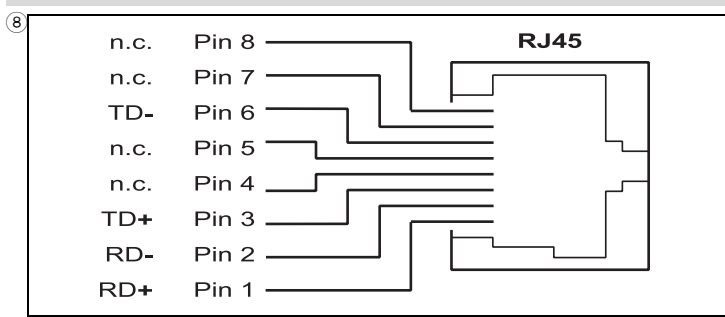 8
RJ45
n.c. Pin 8
n.c. Pin 7
TD- Pin 6
n.c. Pin 5
n.c. Pin 4
TD+ Pin 3
RD- Pin 2
RD+ Pin 1